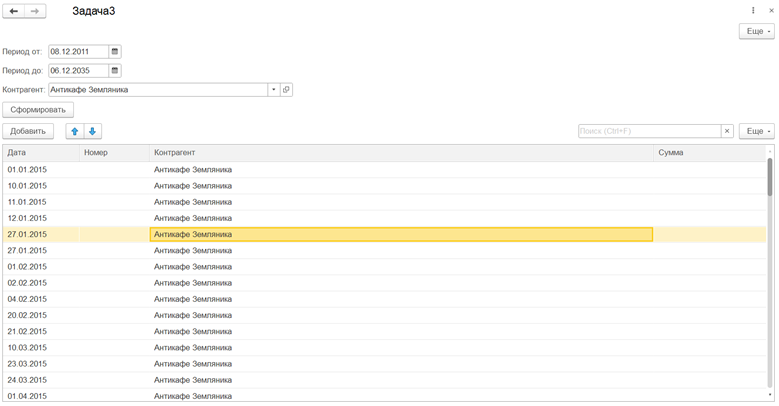 Задача3
Еще
Период от: 08.12.2011
Период до: 06.12.2035
Контрагент: Антикафе Земляника
Сформировать
Добавить Поиск (Ctrl+F) Еще
Дата Номер Контрагент Сумма
01.01.2015 Антикафе Земляника
10.01.2015 Антикафе Земляника
11.01.2015 Антикафе Земляника
12.01.2015 Антикафе Земляника
27.01.2015 Антикафе Земляника
27.01.2015 Антикафе Земляника
01.02.2015 Антикафе Земляника
02.02.2015 Антикафе Земляника
04.02.2015 Антикафе Земляника
20.02.2015 Антикафе Земляника
21.02.2015 Антикафе Земляника
10.03.2015 Антикафе Земляника
23.03.2015 Антикафе Земляника
24.03.2015 Антикафе Земляника
01.04.2015 Антикафе Земляника